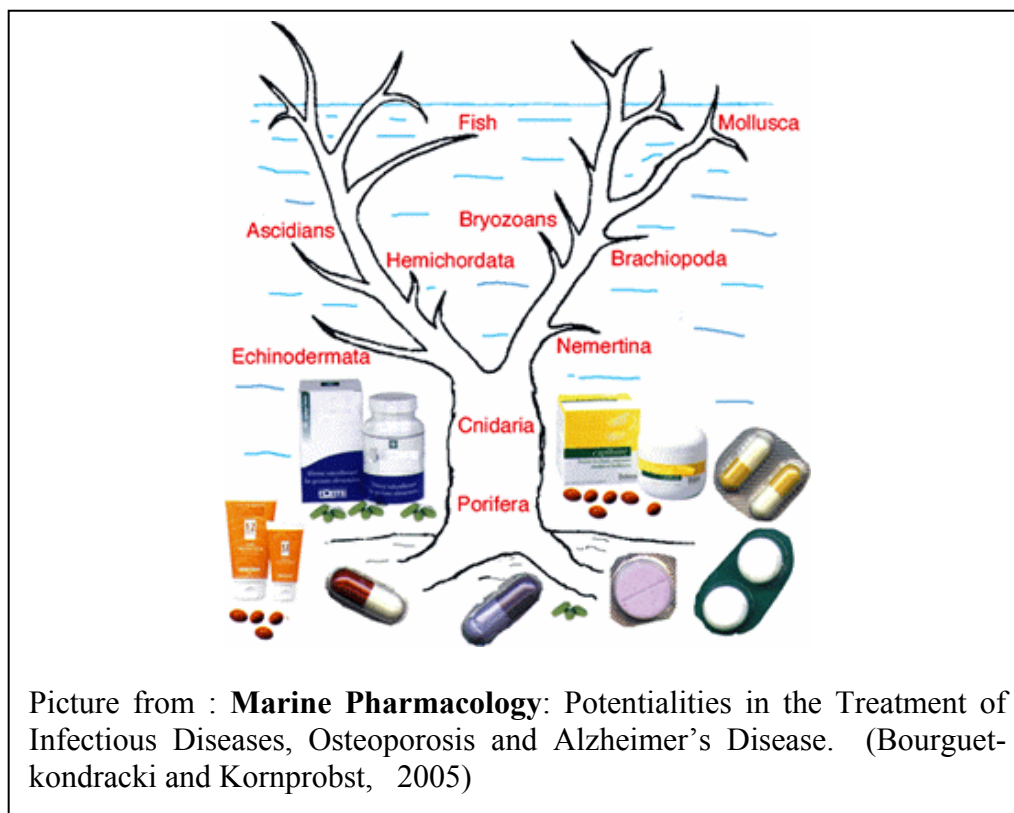 Fish
Mollusca
Bryozoans
Ascidians
Hemichordata
Brachiopoda
Echinodermata
Nemertina
Cnidaria
Porifera
Picture from : Marine Pharmacology: Potentialities in the Treatment of
Infectious Diseases, Osteoporosis and Alzheimer’s Disease. (Bourguet-
kondracki and Kornprobst, 2005)